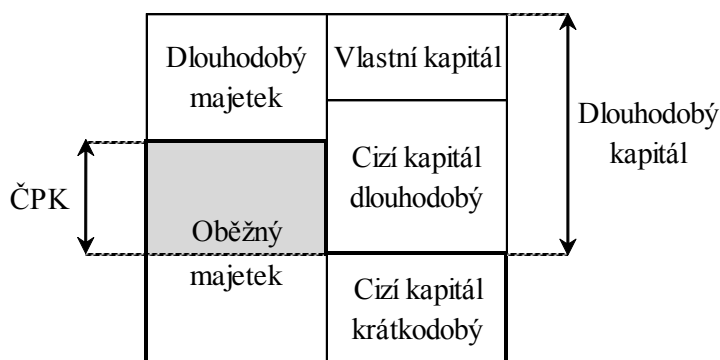 Dlouhodobý
majetek
Vlastní kapitál
Dlouhodobý
kapitál
Cizí kapitál
dlouhodobý
ČPK
Oběžný
majetek
Cizí kapitál
krátkodobý